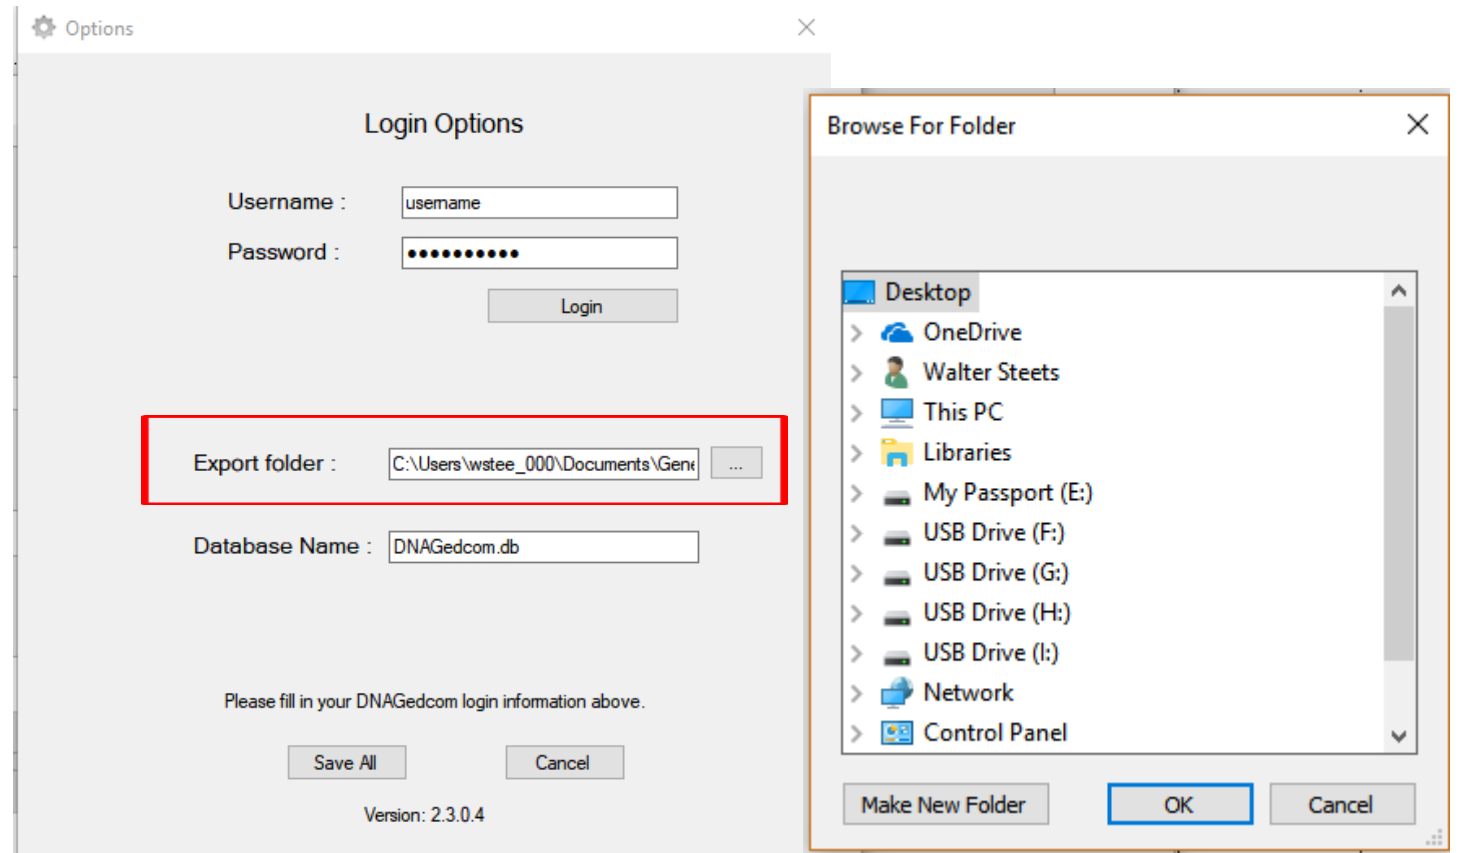 Options
Login Options
Username :
username
Password :
Login
Export folder :
C:\Users\wstee_000\Documents\Gene
...
Database Name :
DNAGedcom.db
Please fill in your DNAGedcom login information above.
Save All
Cancel
Version: 2.3.0.4
Browse For Folder
Desktop
OneDrive
Walter Steets
This PC
Libraries
My Passport (E:)
USB Drive (F:)
USB Drive (G:)
USB Drive (H:)
USB Drive (I:)
Network
Control Panel
Make New Folder
OK
Cancel